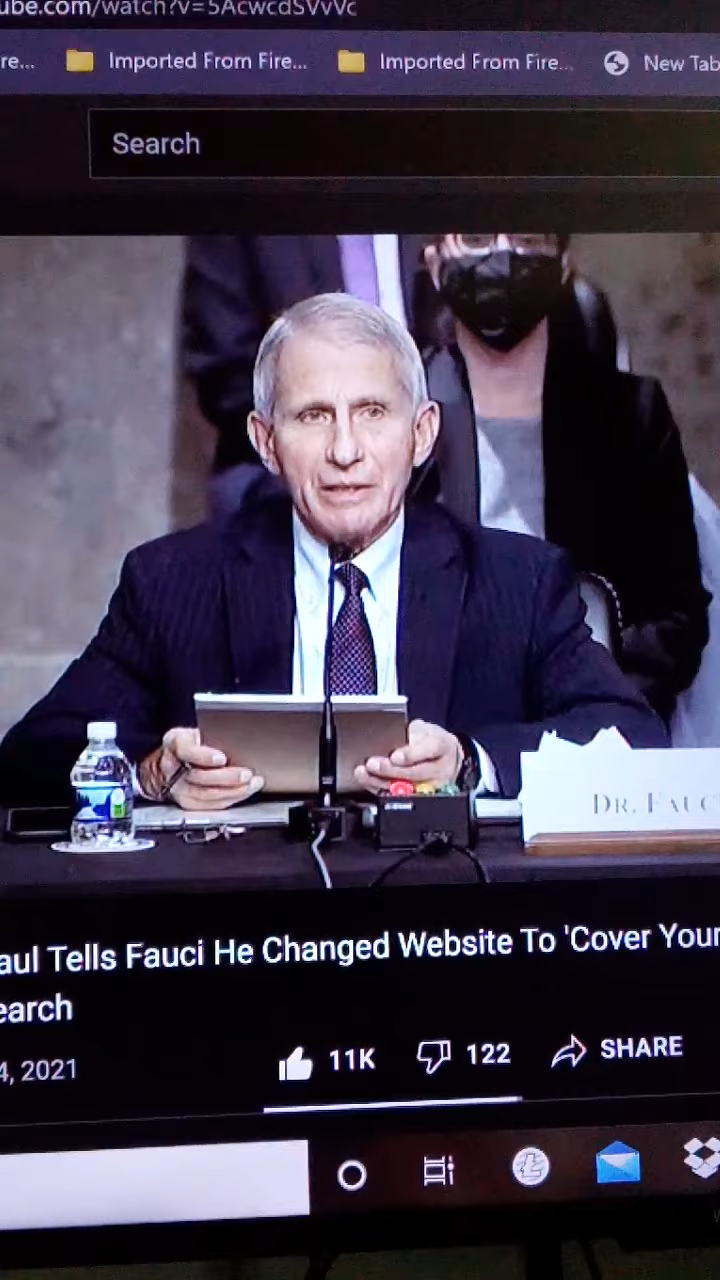 ube.com/watch?v=5AcwcdSVvVc
re... Imported From Fire... Imported From Fire... New Tab
Search
DR. FAUC
aul Tells Fauci He Changed Website To 'Cover Your
earch
4, 2021 11K 122 SHARE